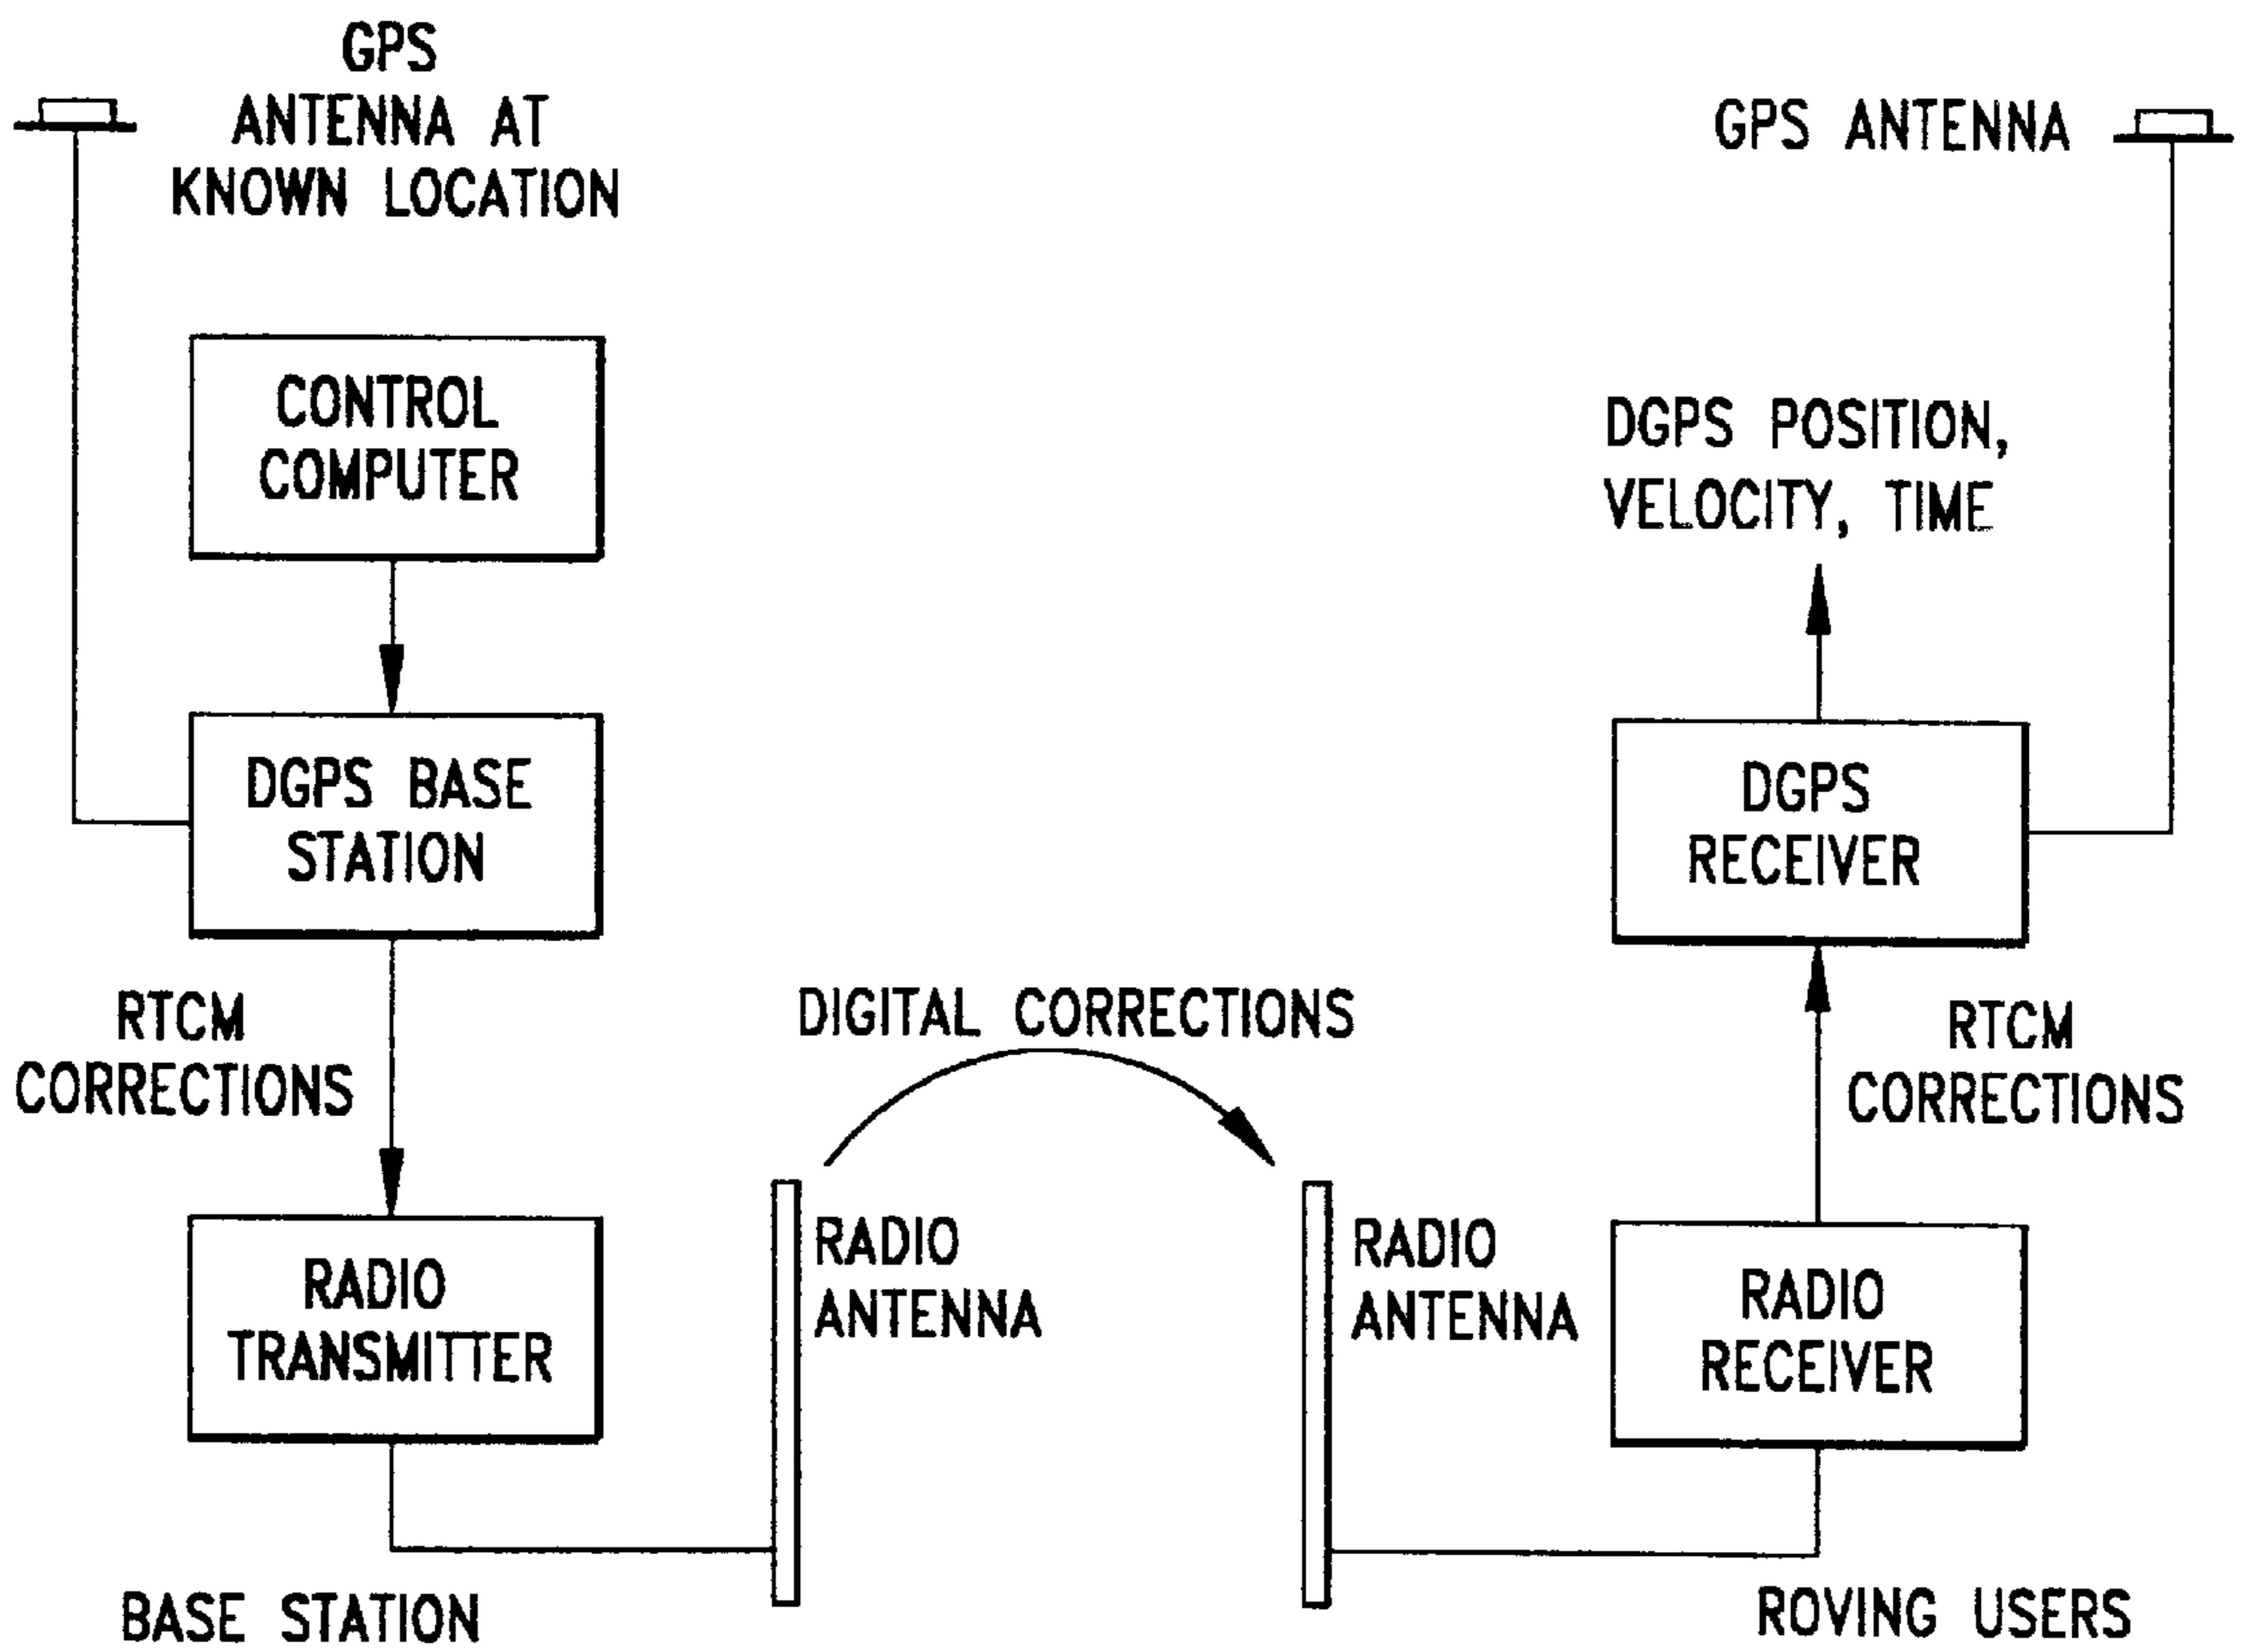 GPS
ANTENNA AT
KNOWN LOCATION
GPS ANTENNA
CONTROL
COMPUTER
DGPS POSITION,
VELOCITY, TIME
DGPS BASE
STATION
DGPS
RECEIVER
RTCM
CORRECTIONS
DIGITAL CORRECTIONS
RTCM
CORRECTIONS
RADIO
TRANSMITTER
RADIO
ANTENNA
RADIO
ANTENNA
RADIO
RECEIVER
BASE STATION
ROVING USERS